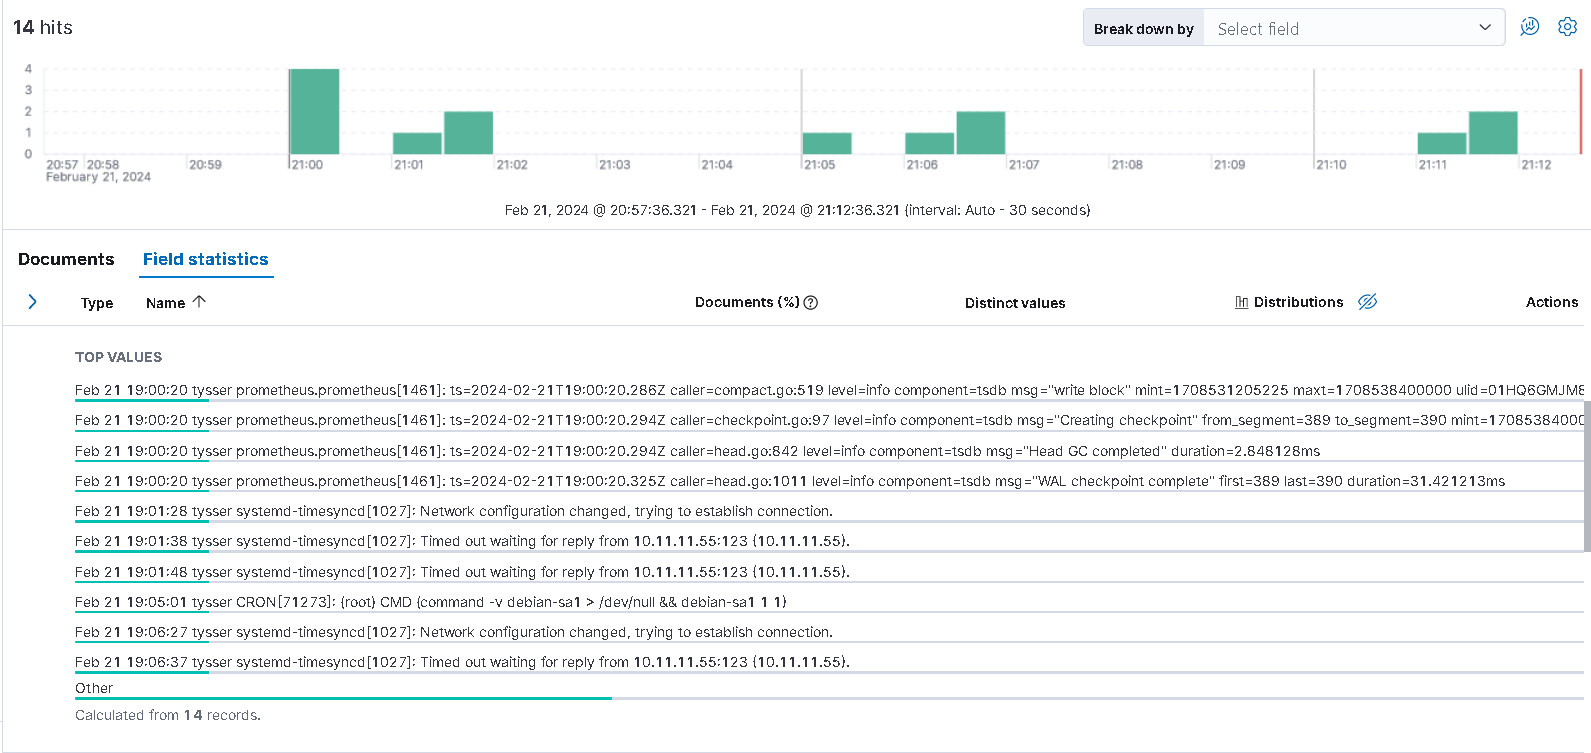 14 hits
Break down by Select field
4
3
2
1
0
20:57 20:58 20:59 21:00 21:01 21:02 21:03 21:04 21:05 21:06 21:07 21:08 21:09 21:10 21:11 21:12
February 21, 2024
Feb 21, 2024 @ 20:57:36.321 - Feb 21, 2024 @ 21:12:36.321 (interval: Auto - 30 seconds)
Documents Field statistics
Type Name Documents (%) Distinct values Distributions Actions
TOP VALUES
Feb 21 19:00:20 tysser prometheus.prometheus[1461]: ts=2024-02-21T19:00:20.286Z caller=compact.go:519 level=info component=tsdb msg="write block" mint=1708531205225 maxt=1708538400000 ulid=01HQ6GMJM8
Feb 21 19:00:20 tysser prometheus.prometheus[1461]: ts=2024-02-21T19:00:20.294Z caller=checkpoint.go:97 level=info component=tsdb msg="Creating checkpoint" from_segment=389 to_segment=390 mint=17085384000
Feb 21 19:00:20 tysser prometheus.prometheus[1461]: ts=2024-02-21T19:00:20.294Z caller=head.go:842 level=info component=tsdb msg="Head GC completed" duration=2.848128ms
Feb 21 19:00:20 tysser prometheus.prometheus[1461]: ts=2024-02-21T19:00:20.325Z caller=head.go:1011 level=info component=tsdb msg="WAL checkpoint complete" first=389 last=390 duration=31.421213ms
Feb 21 19:01:28 tysser systemd-timesyncd[1027]: Network configuration changed, trying to establish connection.
Feb 21 19:01:38 tysser systemd-timesyncd[1027]: Timed out waiting for reply from 10.11.11.55:123 (10.11.11.55).
Feb 21 19:01:48 tysser systemd-timesyncd[1027]: Timed out waiting for reply from 10.11.11.55:123 (10.11.11.55).
Feb 21 19:05:01 tysser CRON[71273]: (root) CMD (command -v debian-sa1 > /dev/null && debian-sa1 1 1)
Feb 21 19:06:27 tysser systemd-timesyncd[1027]: Network configuration changed, trying to establish connection.
Feb 21 19:06:37 tysser systemd-timesyncd[1027]: Timed out waiting for reply from 10.11.11.55:123 (10.11.11.55).
Other
Calculated from 14 records.